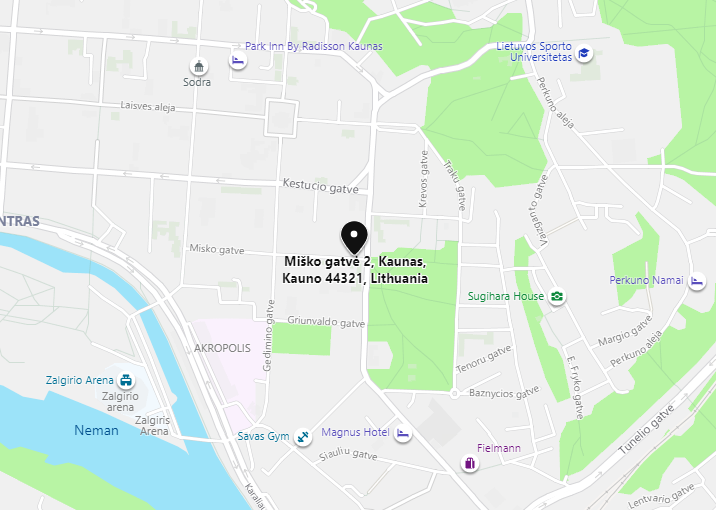 Park Inn By Radisson Kaunas
Lietuvos Sporto
Universitetas
Sodra
Laisvės aleja
Perkuno aleja
Krevos gatve
Traku gatve
Kestucio gatve
Vaizganto gatve
NTRAS
Misko gatve
Miško gatvė 2, Kaunas,
Kauno 44321, Lithuania
Perkuno Namai
Sugihara House
Gedimino gatve
Griunvaldo gatve
Margio gatve
Perkuno aleja
AKROPOLIS
Tenoru gatve
E. Fryko gatve
Zalgirio Arena
Zalgirio
arena
Baznycios gatve
Zalgiris
Arena
Neman
Savas Gym
Magnus Hotel
Tunelio gatve
Fielmann
Siauliu gatve
Karaliau
Lentvario gatve